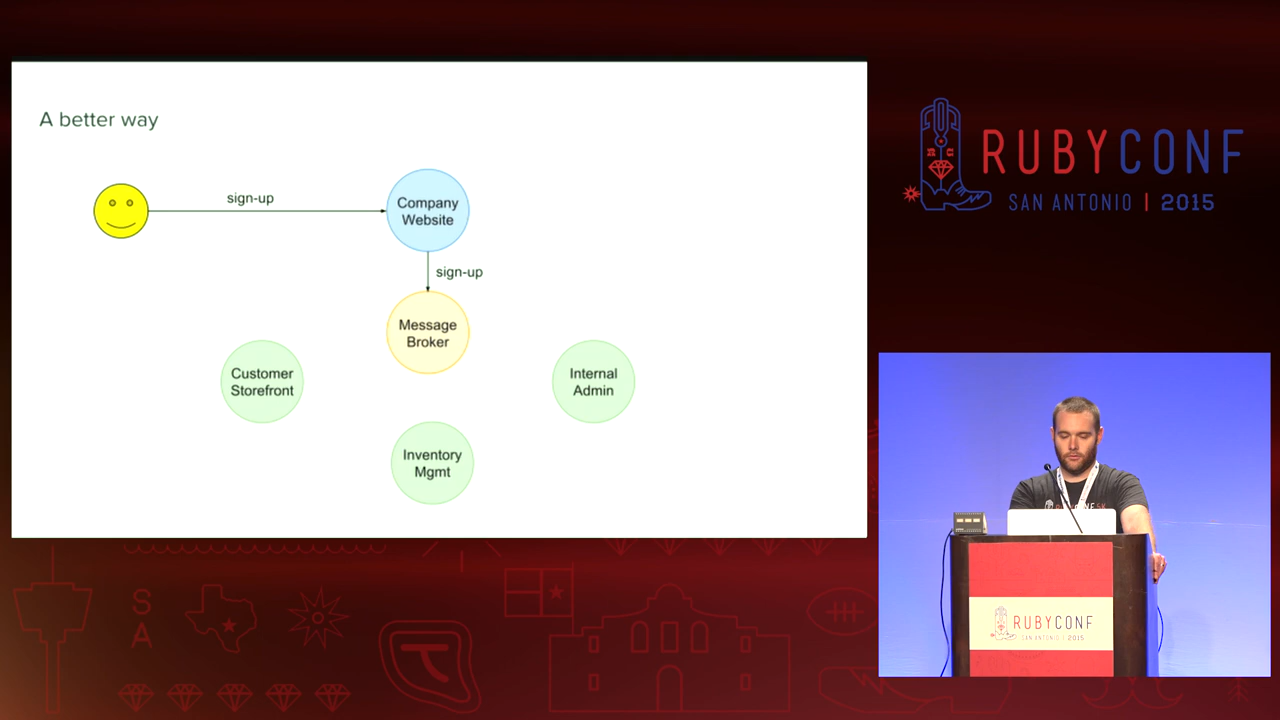 A better way
sign-up
Company
Website
sign-up
Message
Broker
Customer
Storefront
Internal
Admin
Inventory
Mgmt
RUBYCONF
SAN ANTONIO | 2015
RUBYCONF
SAN ANTONIO | 2015
S
A